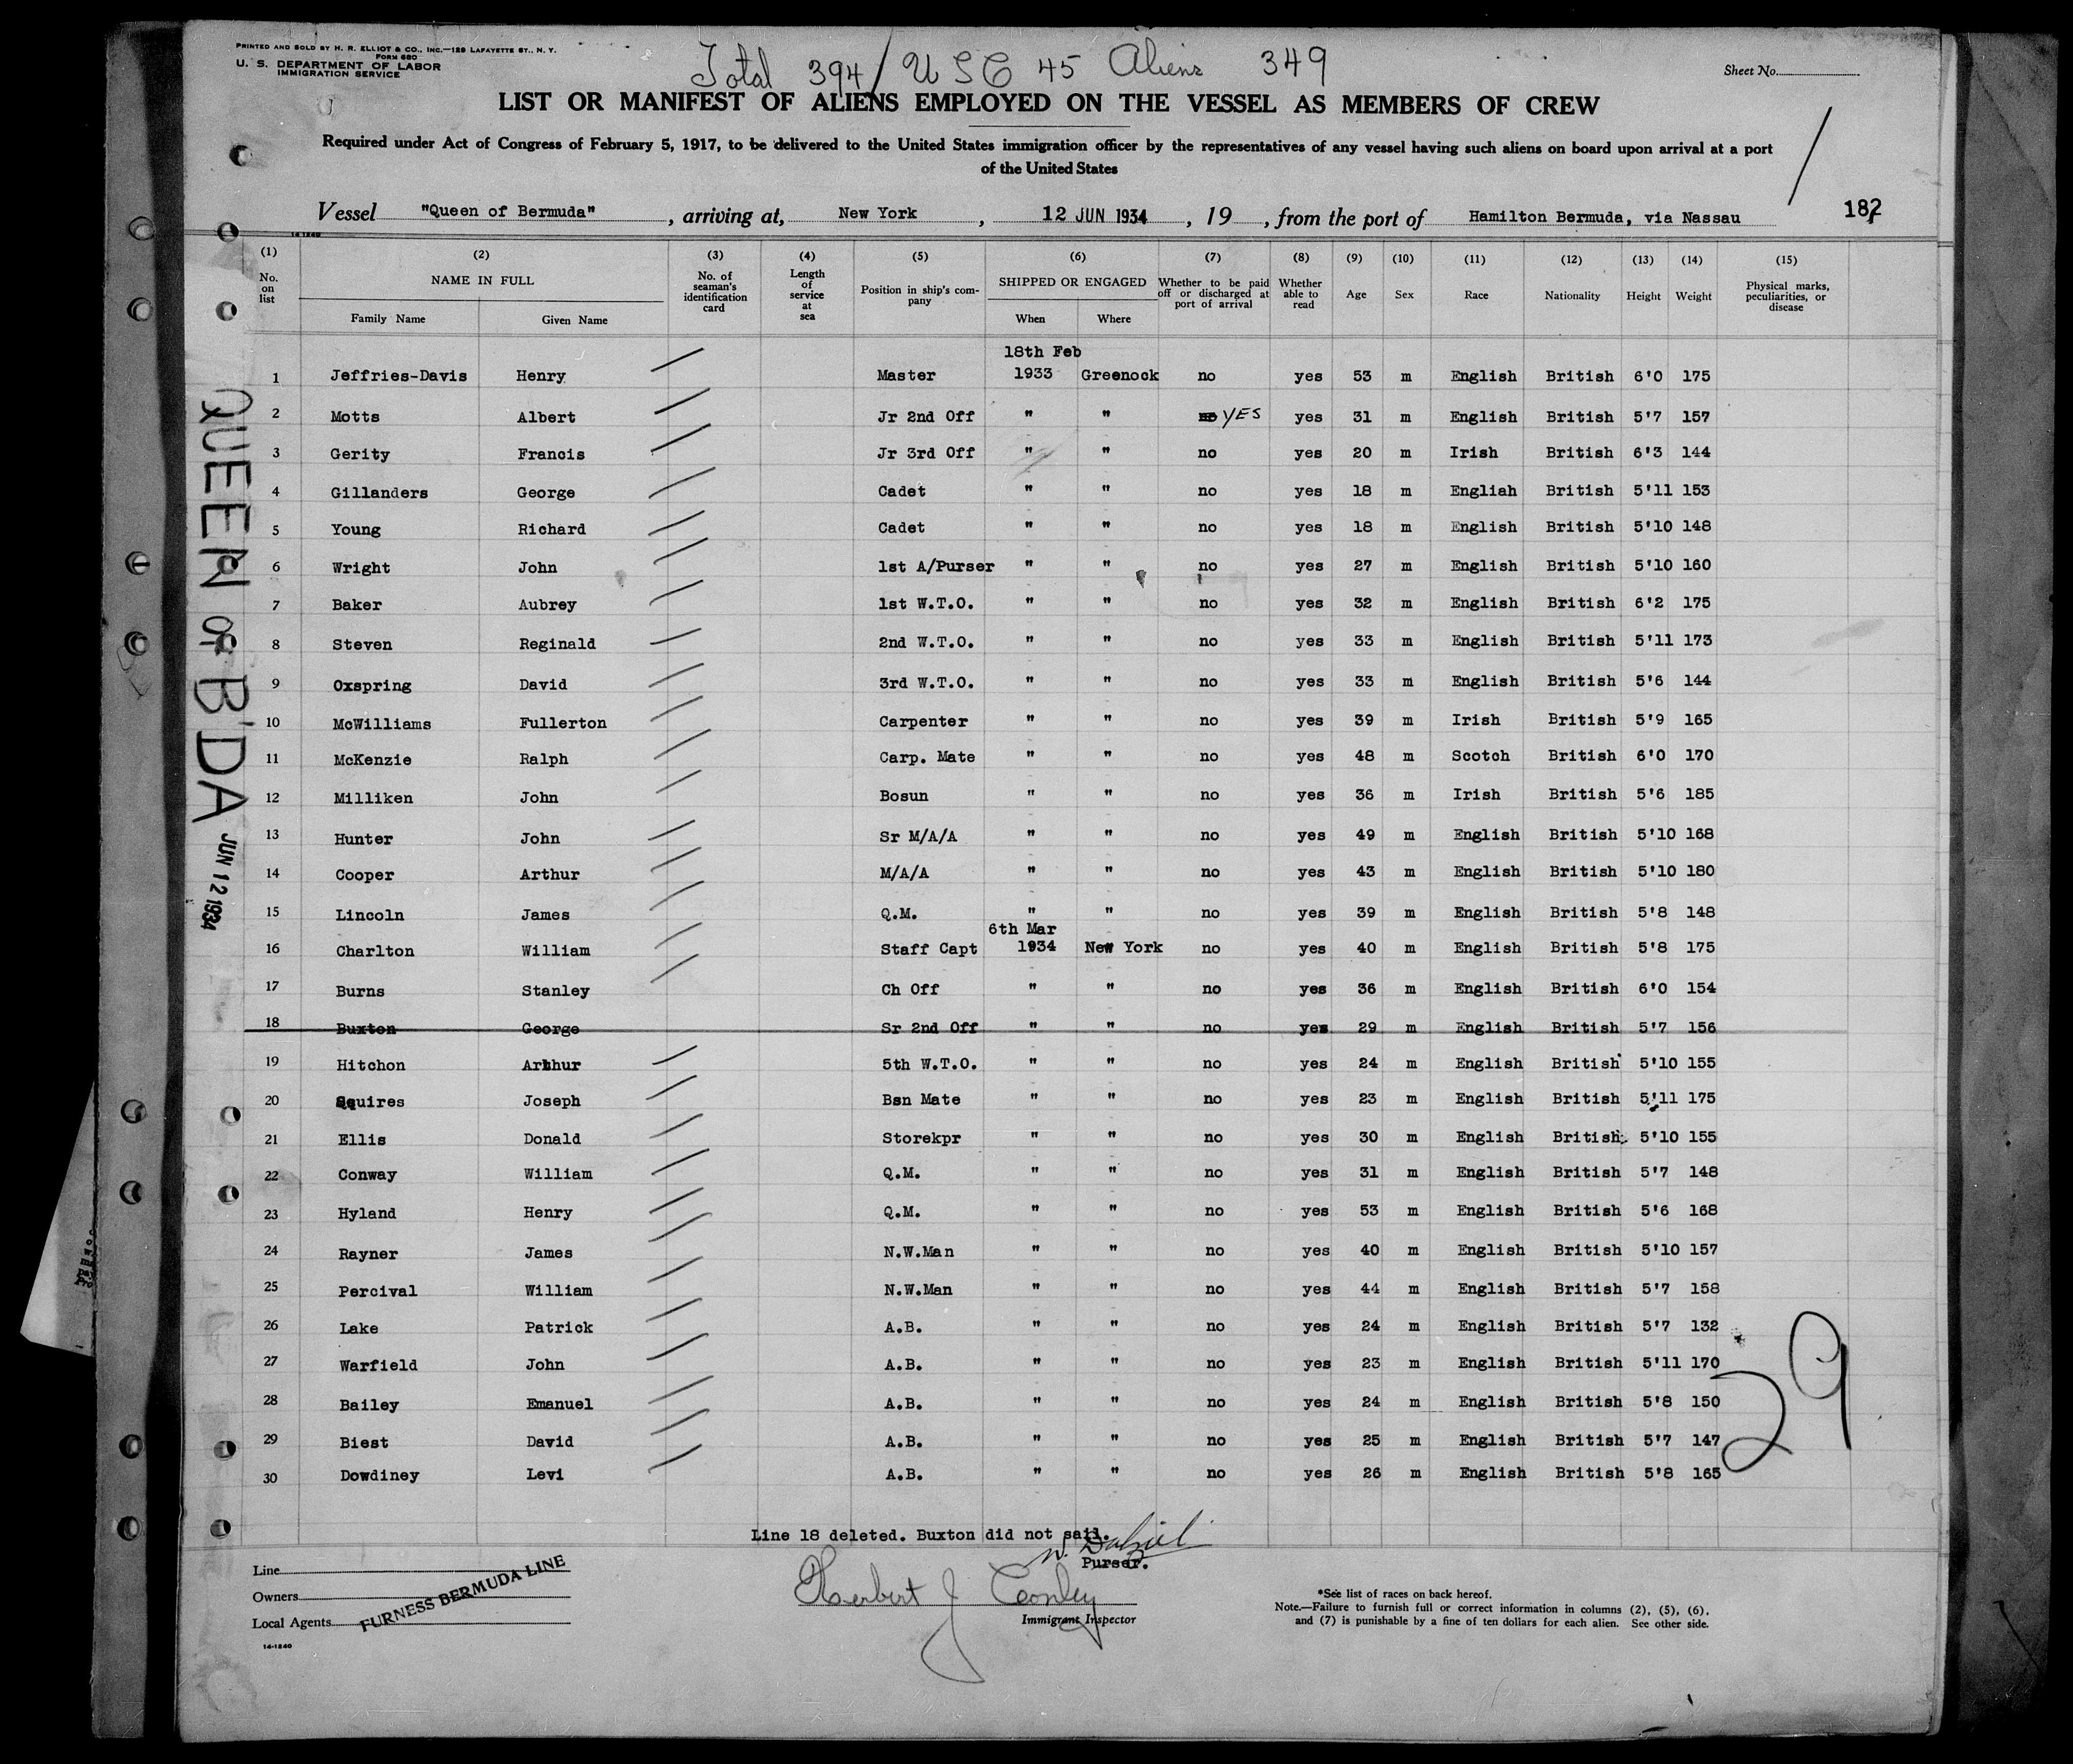 PRINTED AND SOLD BY H. R. ELLIOT & CO., INC.—129 LAFAYETTE ST., N. Y.
FORM 680
U. S. DEPARTMENT OF LABOR
IMMIGRATION SERVICE
Total 394 / USC 45 Aliens 349
Sheet No.
LIST OR MANIFEST OF ALIENS EMPLOYED ON THE VESSEL AS MEMBERS OF CREW
Required under Act of Congress of February 5, 1917, to be delivered to the United States immigration officer by the representatives of any vessel having such aliens on board upon arrival at a port
of the United States
Vessel "Queen of Bermuda", arriving at, New York, 12 JUN 1934, 19, from the port of Hamilton Bermuda, via Nassau
182
14-1240
(1) No. on list (2) NAME IN FULL Family Name Given Name (3) No. of seaman's identification card (4) Length of service at sea (5) Position in ship's company (6) SHIPPED OR ENGAGED When Where (7) Whether to be paid off or discharged at port of arrival (8) Whether able to read (9) Age (10) Sex (11) Race (12) Nationality (13) Height (14) Weight (15) Physical marks, peculiarities, or disease
18th Feb
1 Jeffries-Davis Henry Master 1933 Greenock no yes 53 m English British 6'0 175
2 Motts Albert Jr 2nd Off " " no YES yes 31 m English British 5'7 157
3 Gerity Francis Jr 3rd Off " " no yes 20 m Irish British 6'3 144
4 Gillanders George Cadet " " no yes 18 m Engliah British 5'11 153
5 Young Richard Cadet " " no yes 18 m English British 5'10 148
6 Wright John 1st A/Purser " " no yes 27 m English British 5'10 160
7 Baker Aubrey 1st W.T.O. " " no yes 32 m English British 6'2 175
8 Steven Reginald 2nd W.T.O. " " no yes 33 m English British 5'11 173
9 Oxspring David 3rd W.T.O. " " no yes 33 m English British 5'6 144
10 McWilliams Fullerton Carpenter " " no yes 39 m Irish British 5'9 165
11 McKenzie Ralph Carp. Mate " " no yes 48 m Scotch British 6'0 170
12 Milliken John Bosun " " no yes 36 m Irish British 5'6 185
13 Hunter John Sr M/A/A " " no yes 49 m English British 5'10 168
14 Cooper Arthur M/A/A " " no yes 43 m English British 5'10 180
15 Lincoln James Q.M. " " no yes 39 m English British 5'8 148
6th Mar
16 Charlton William Staff Capt 1934 New York no yes 40 m English British 5'8 175
17 Burns Stanley Ch Off " " no yes 36 m English British 6'0 154
18 Buxton George Sr 2nd Off " " no yes 29 m English British 5'7 156
19 Hitchon Arthur 5th W.T.O. " " no yes 24 m English British 5'10 155
20 Squires Joseph Bsn Mate " " no yes 23 m English British 5'11 175
21 Ellis Donald Storekpr " " no yes 30 m English British 5'10 155
22 Conway William Q.M. " " no yes 31 m English British 5'7 148
23 Hyland Henry Q.M. " " no yes 53 m English British 5'6 168
24 Rayner James N.W.Man " " no yes 40 m English British 5'10 157
25 Percival William N.W.Man " " no yes 44 m English British 5'7 158
26 Lake Patrick A.B. " " no yes 24 m English British 5'7 132
27 Warfield John A.B. " " no yes 23 m English British 5'11 170
28 Bailey Emanuel A.B. " " no yes 24 m English British 5'8 150
29 Biest David A.B. " " no yes 25 m English British 5'7 147
30 Dowdiney Levi A.B. " " no yes 26 m English British 5'8 165
29
QUEEN OF B'DA JUN 12 1934
Line 18 deleted. Buxton did not sail.
Purser.
Line
Owners
Local Agents
FURNESS BERMUDA LINE
14-1240
Herbert J Conley
Immigrant Inspector
*See list of races on back hereof.
Note.—Failure to furnish full or correct information in columns (2), (5), (6),
and (7) is punishable by a fine of ten dollars for each alien. See other side.